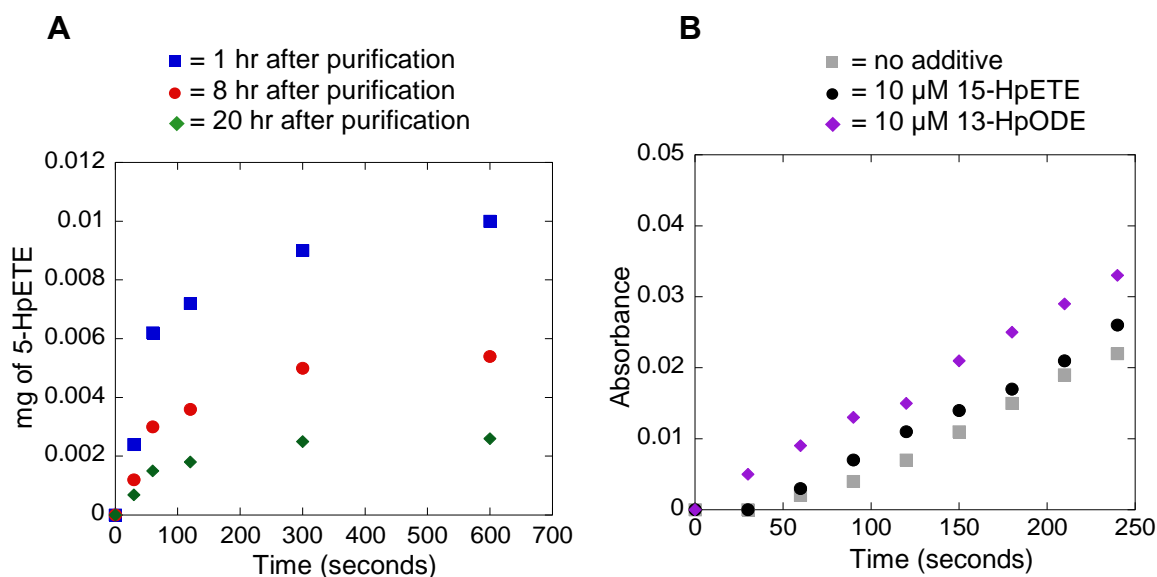 A
= 1 hr after purification
= 8 hr after purification
= 20 hr after purification
0.012
0.01
0.008
0.006
0.004
0.002
0
mg of 5-HpETE
0 100 200 300 400 500 600 700
Time (seconds)
B
= no additive
= 10 µM 15-HpETE
= 10 µM 13-HpODE
0.05
0.04
0.03
0.02
0.01
0
Absorbance
0 50 100 150 200 250
Time (seconds)